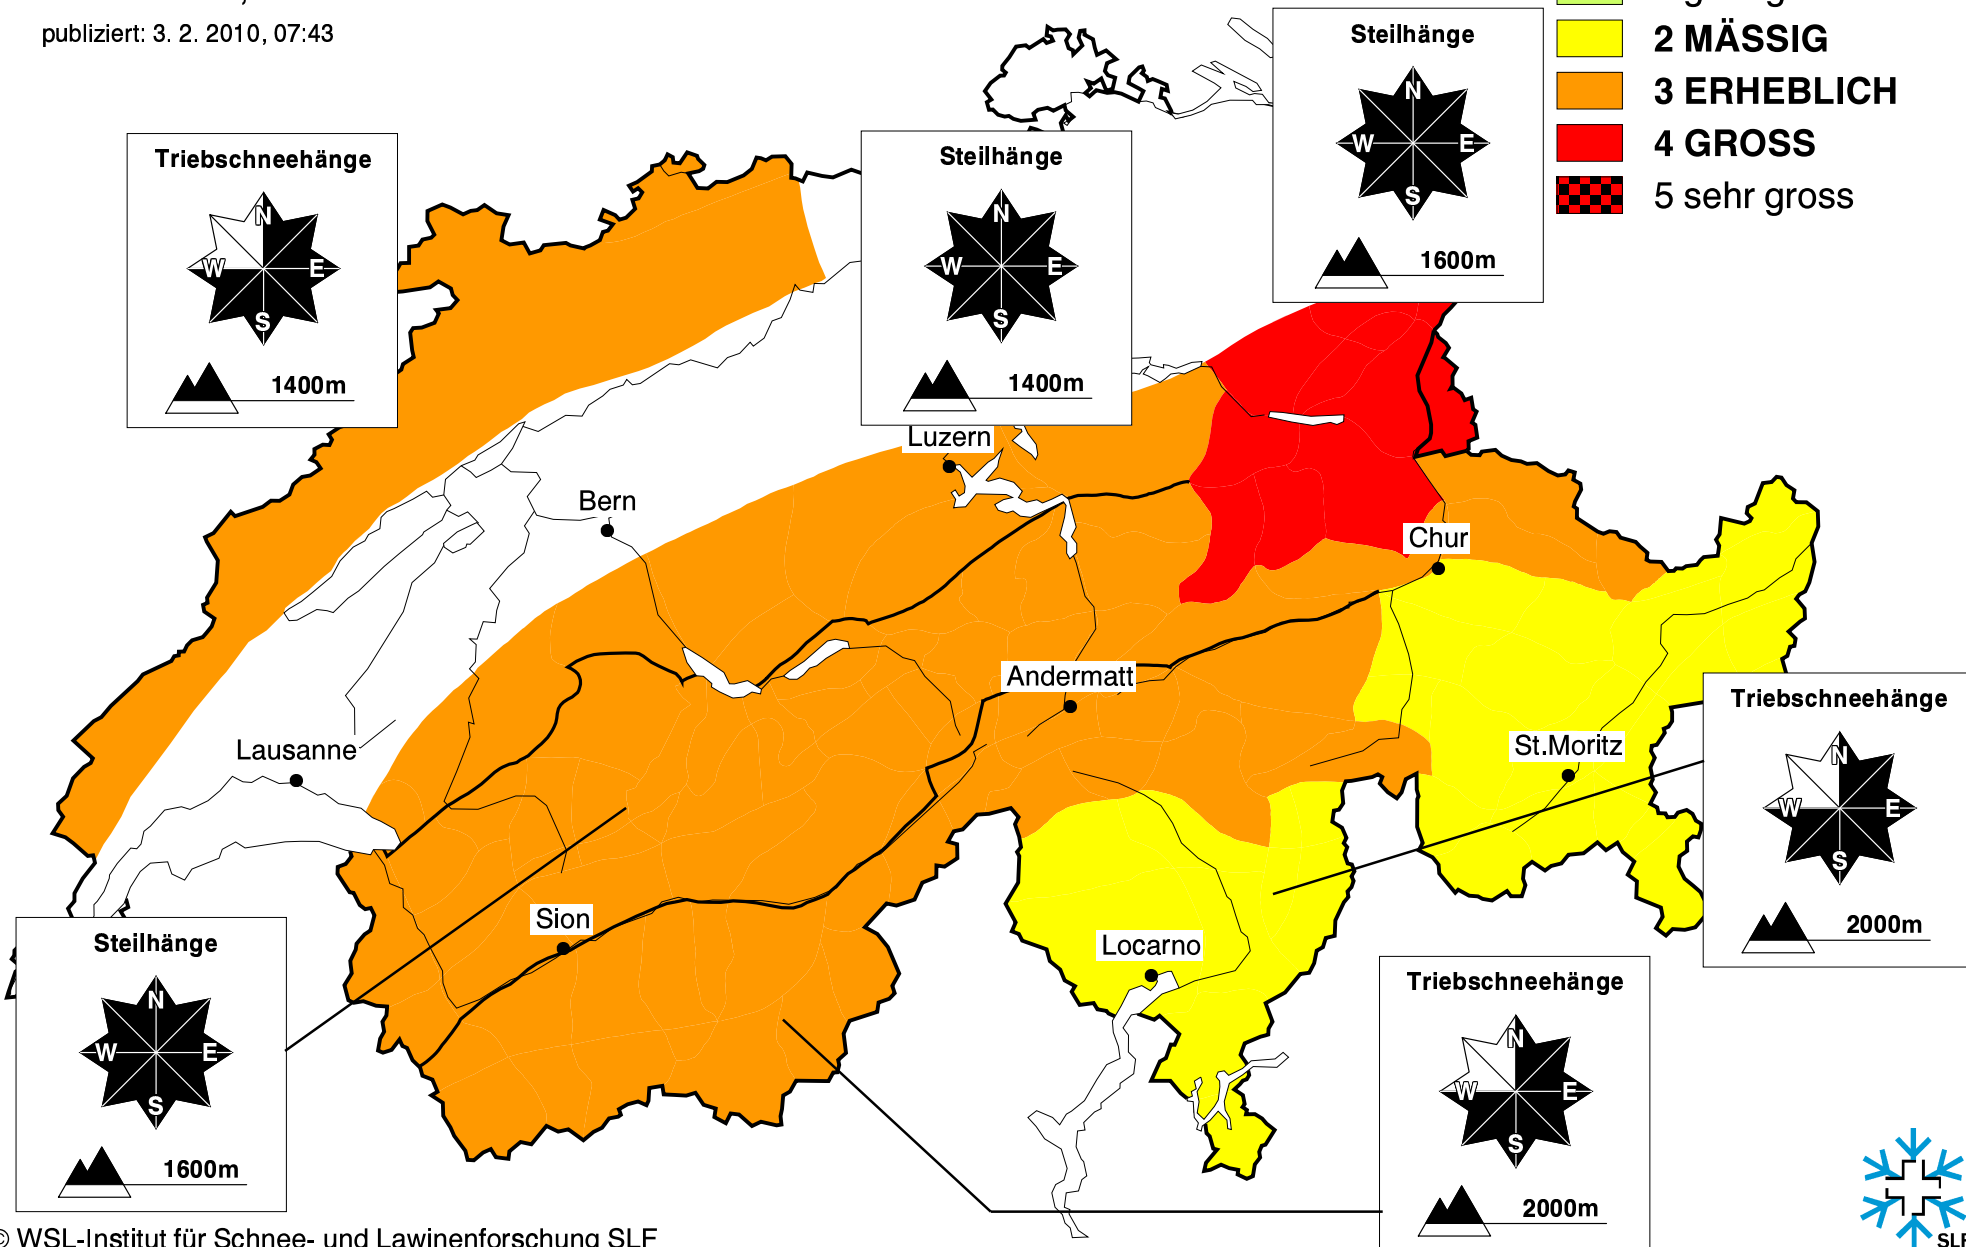 publiziert: 3. 2. 2010, 07:43
2 MÄSSIG
3 ERHEBLICH
4 GROSS
5 sehr gross
Steilhänge
N
W E
S
1600m
Steilhänge
N
W E
S
1400m
Triebschneehänge
N
W E
S
1400m
Luzern
Bern
Chur
Andermatt
Lausanne
St.Moritz
Sion
Locarno
Triebschneehänge
N
W E
S
2000m
Steilhänge
N
W E
S
1600m
Triebschneehänge
N
W E
S
2000m
© WSL-Institut für Schnee- und Lawinenforschung SLF
SLF